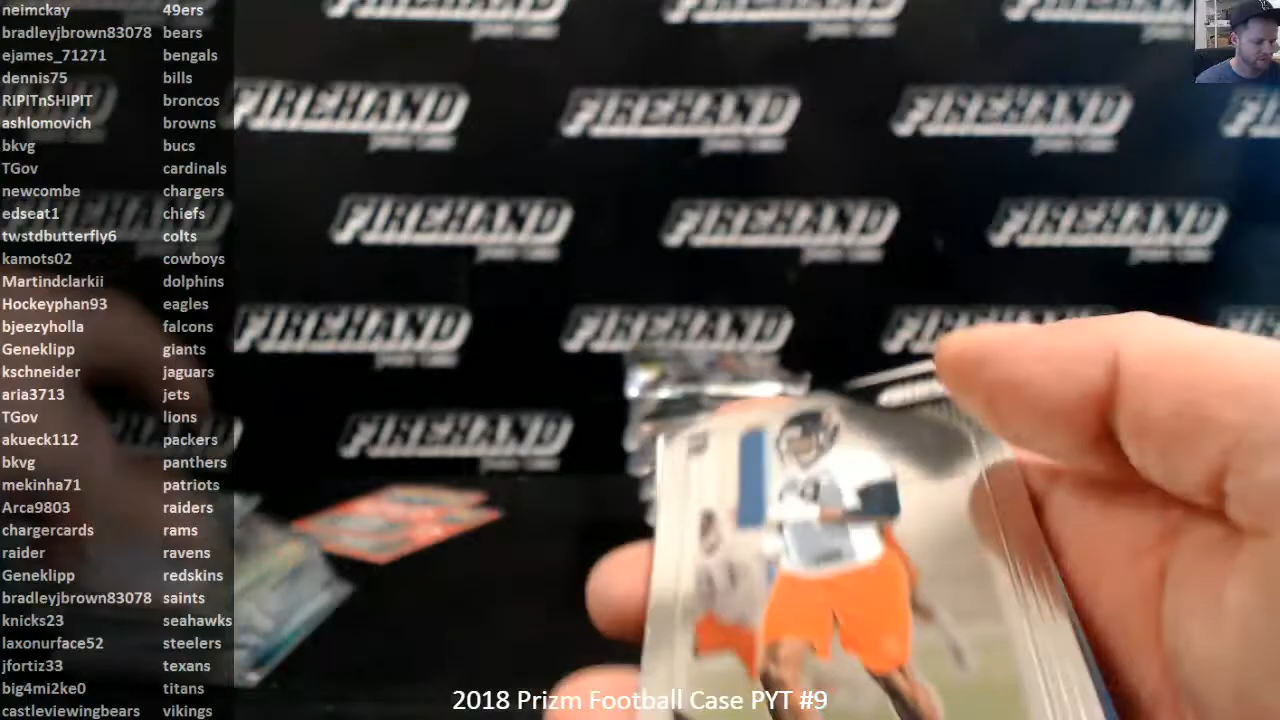 neimckay 49ers
bradleyjbrown83078 bears
ejames_71271 bengals
dennis75 bills
RIPITnSHIPIT broncos
ashlomovich browns
bkvg bucs
TGov cardinals
newcombe chargers
edseat1 chiefs
twstdbutterfly6 colts
kamots02 cowboys
Martindclarkii dolphins
Hockeyphan93 eagles
bjeezyholla falcons
Geneklipp giants
kschneider jaguars
aria3713 jets
TGov lions
akueck112 packers
bkvg panthers
mekinha71 patriots
Arca9803 raiders
chargercards rams
raider ravens
Geneklipp redskins
bradleyjbrown83078 saints
knicks23 seahawks
laxonurface52 steelers
jfortiz33 texans
big4mi2ke0 titans
castleviewingbears vikings
FIREHAND FIREHAND FIREHAND
FIREHAND FIREHAND FIREHAND
FIREHAND FIREHAND FIREHAND
FIREHAND
2018 Prizm Football Case PYT #9